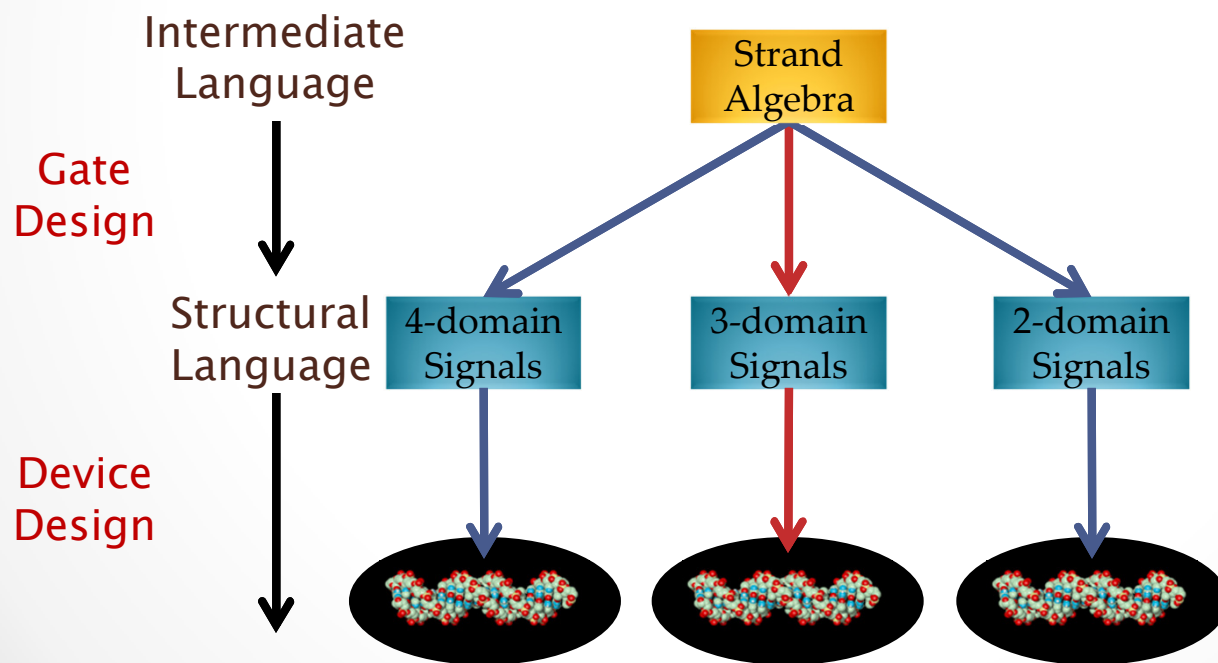 Intermediate
Language
Strand
Algebra
Gate
Design
Structural
Language
4-domain
Signals
3-domain
Signals
2-domain
Signals
Device
Design